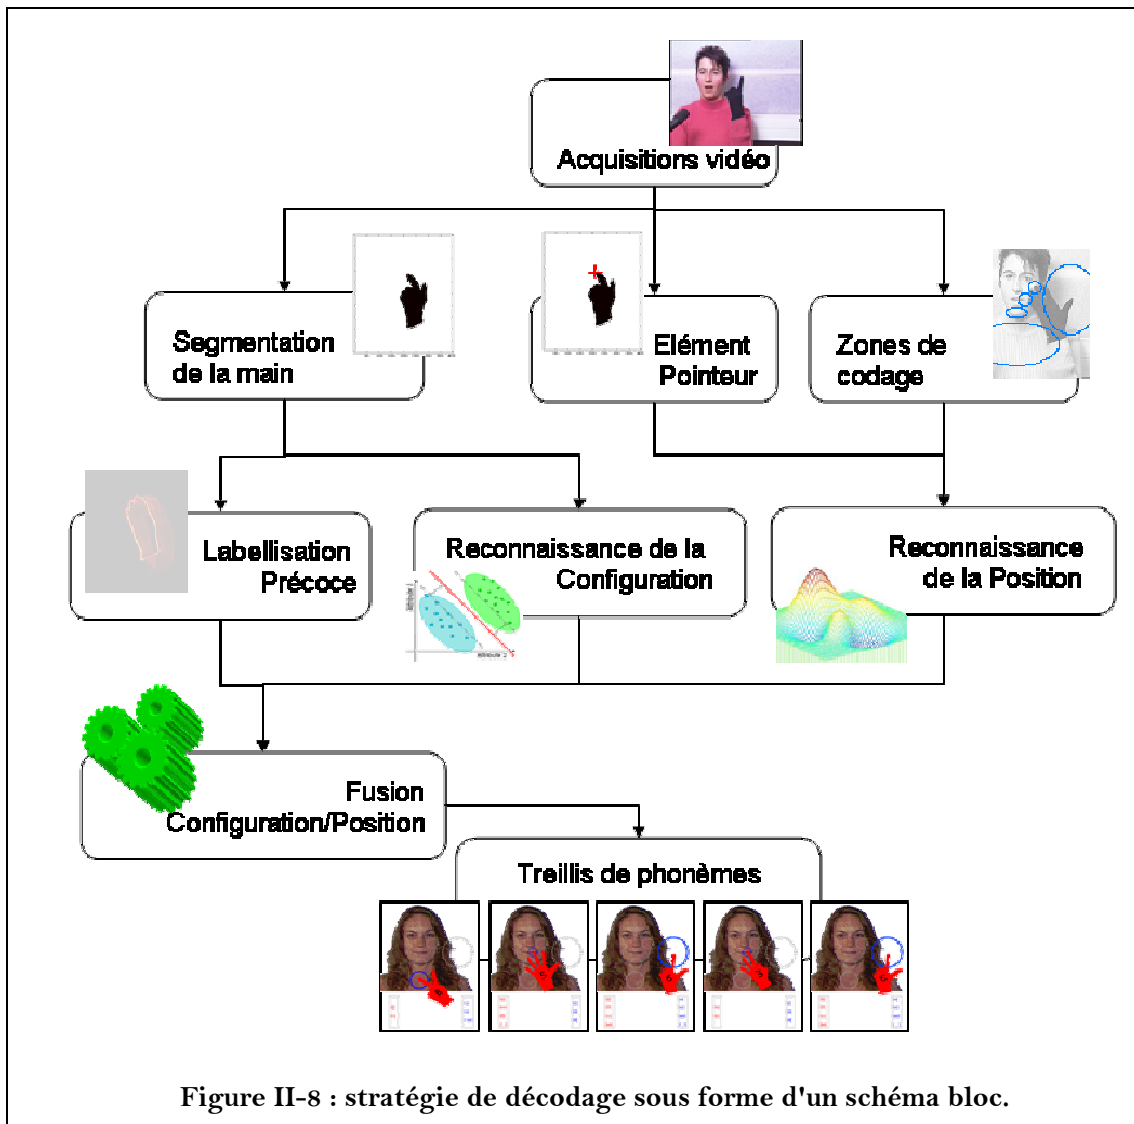 Acquisitions vidéo
Segmentation
de la main
Elément
Pointeur
Zones de
codage
Labellisation
Précoce
Reconnaissance de la
Configuration
Reconnaissance
de la Position
Fusion
Configuration/Position
Treillis de phonèmes
Figure II-8 : stratégie de décodage sous forme d'un schéma bloc.